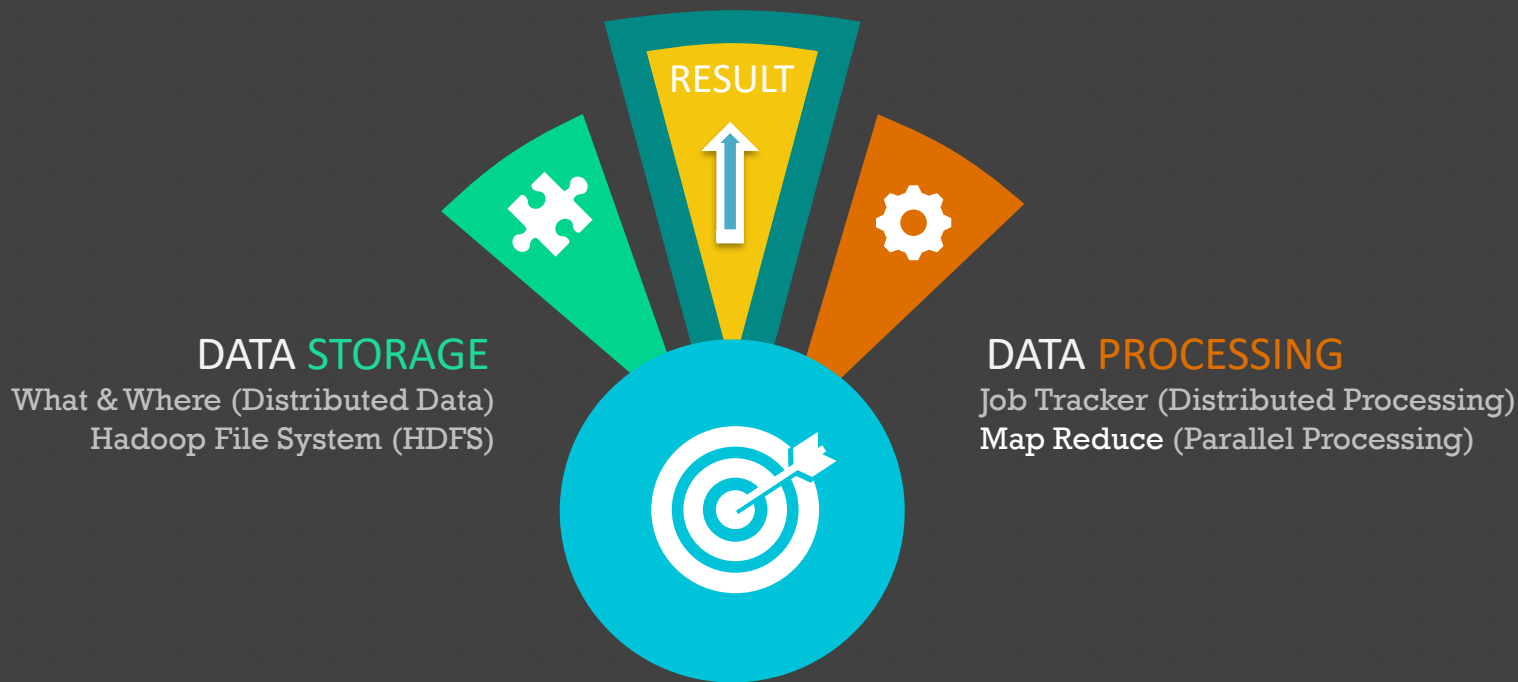 RESULT
DATA STORAGE
What & Where (Distributed Data)
Hadoop File System (HDFS)
DATA PROCESSING
Job Tracker (Distributed Processing)
Map Reduce (Parallel Processing)